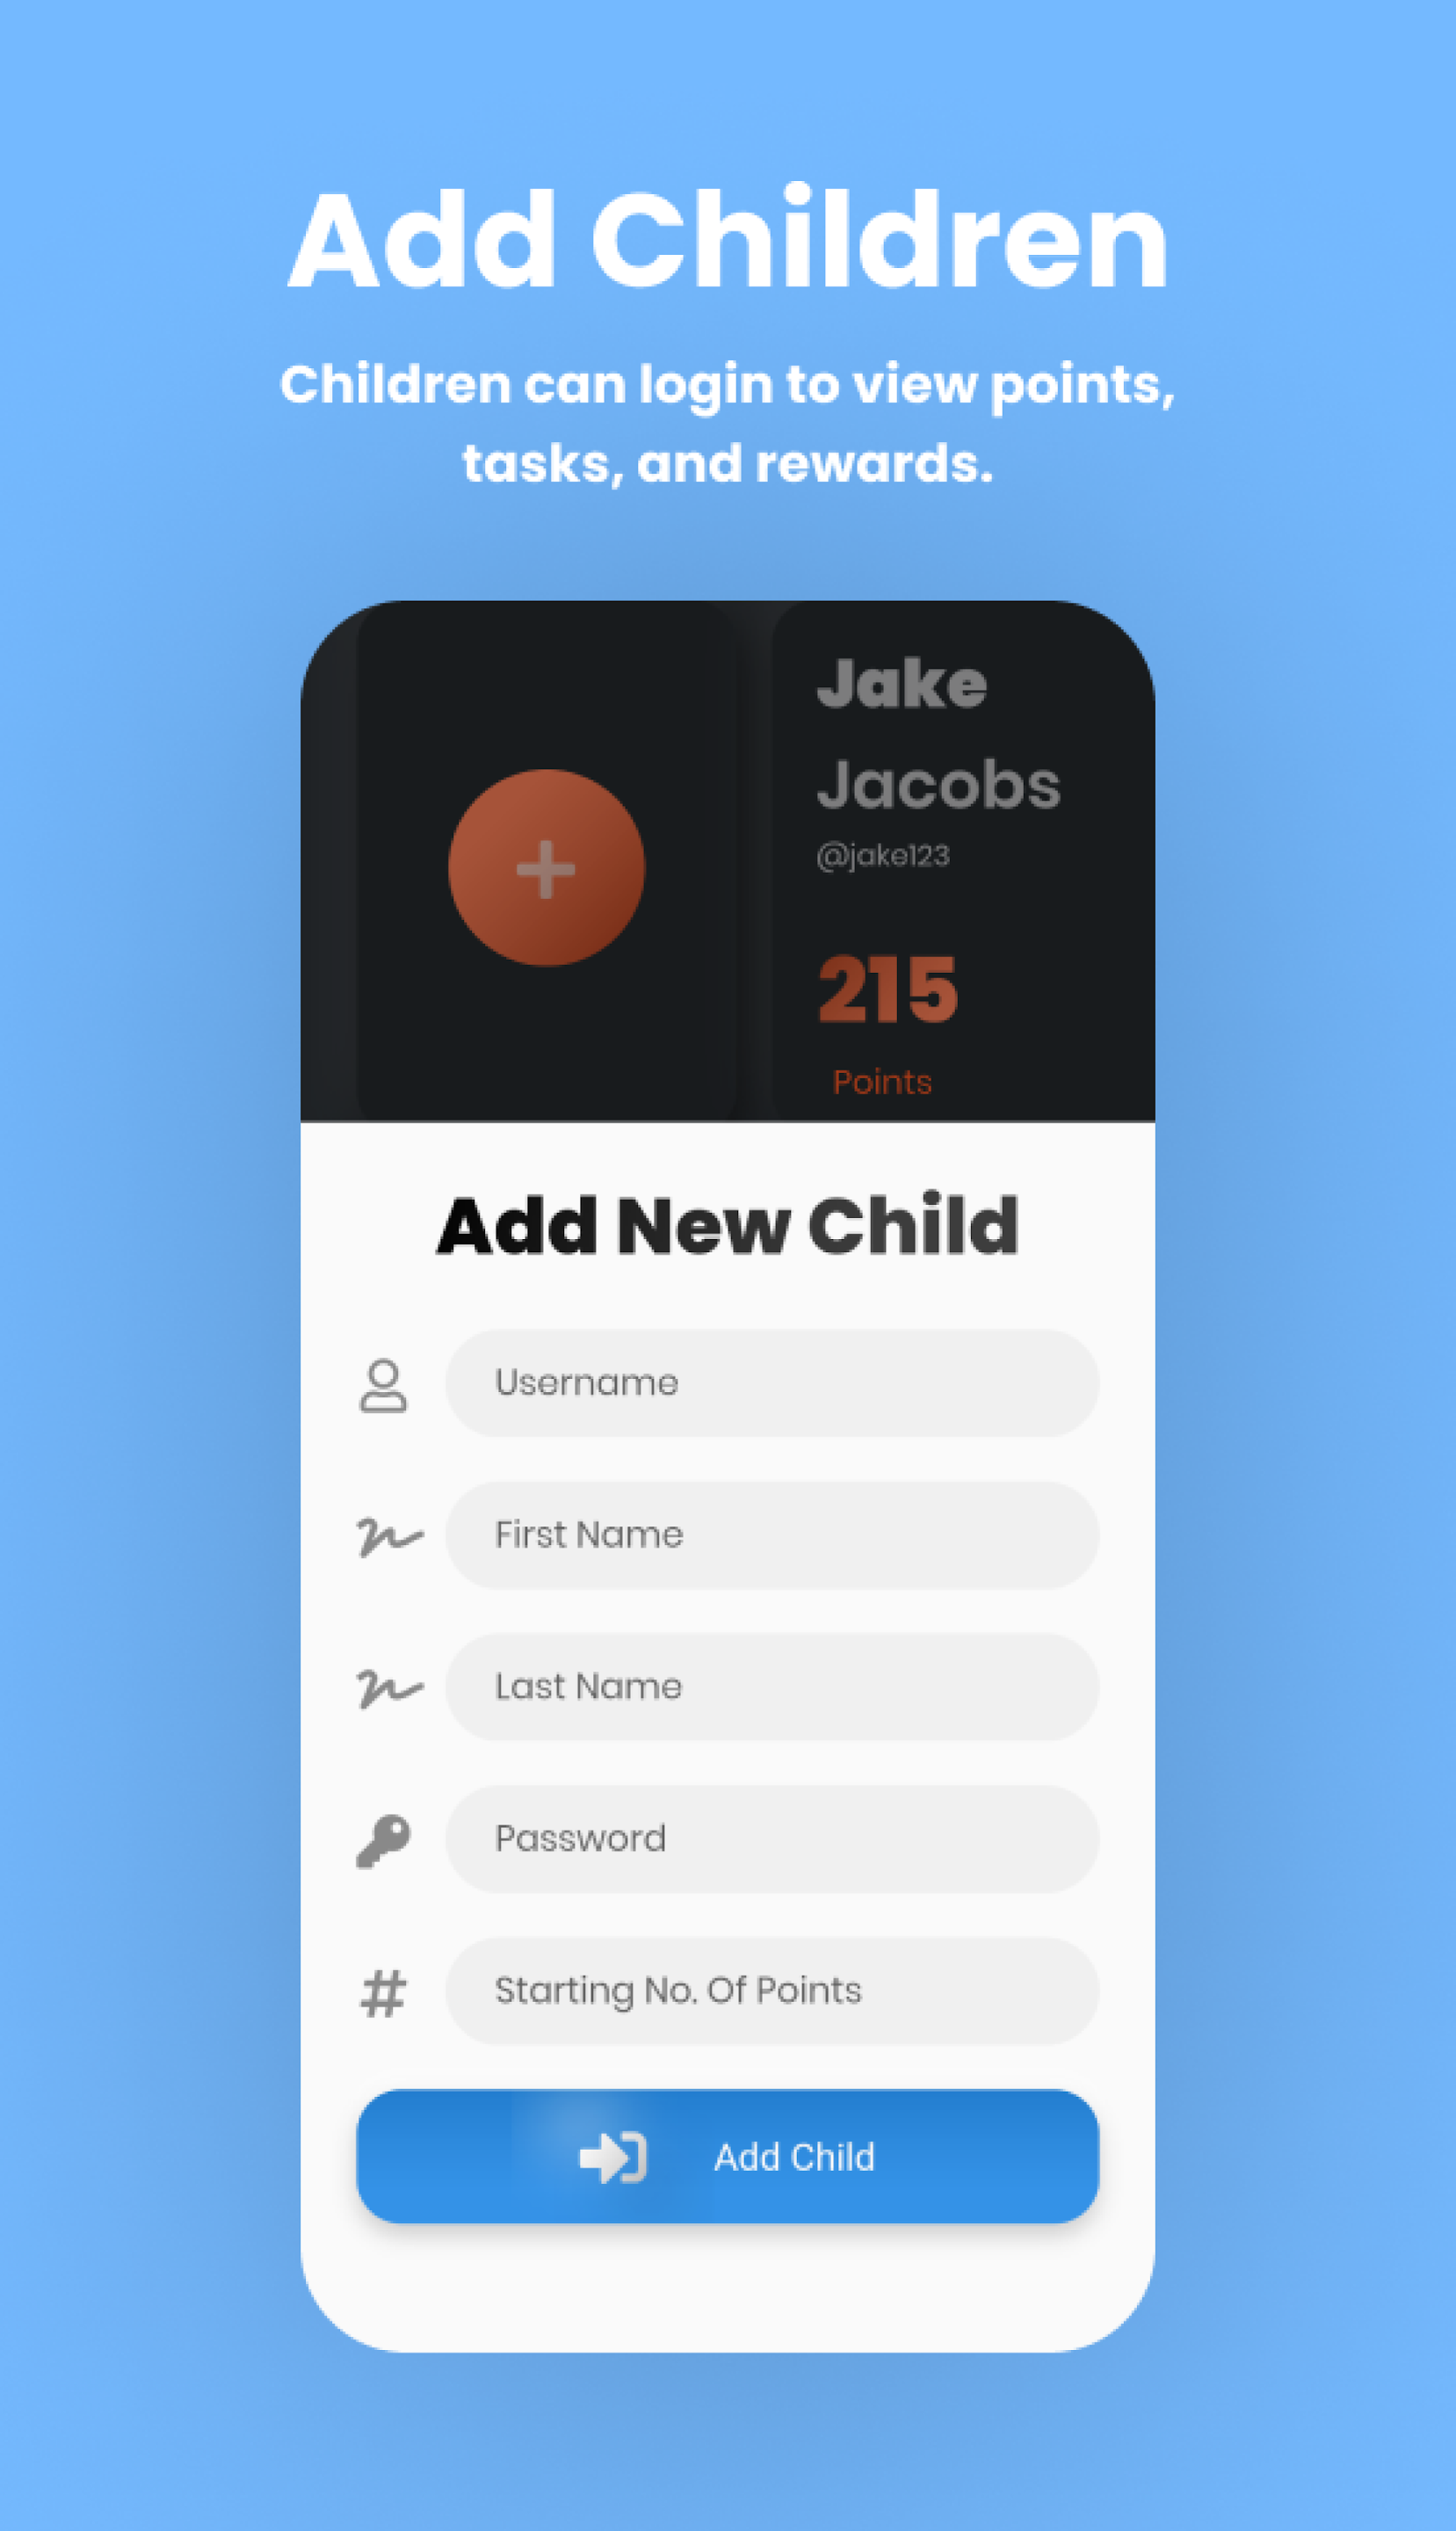 Add Children
Children can login to view points,
tasks, and rewards.
Jake
Jacobs
@jake123
215
Points
Add New Child
Username
First Name
Last Name
Password
Starting No. Of Points
Add Child